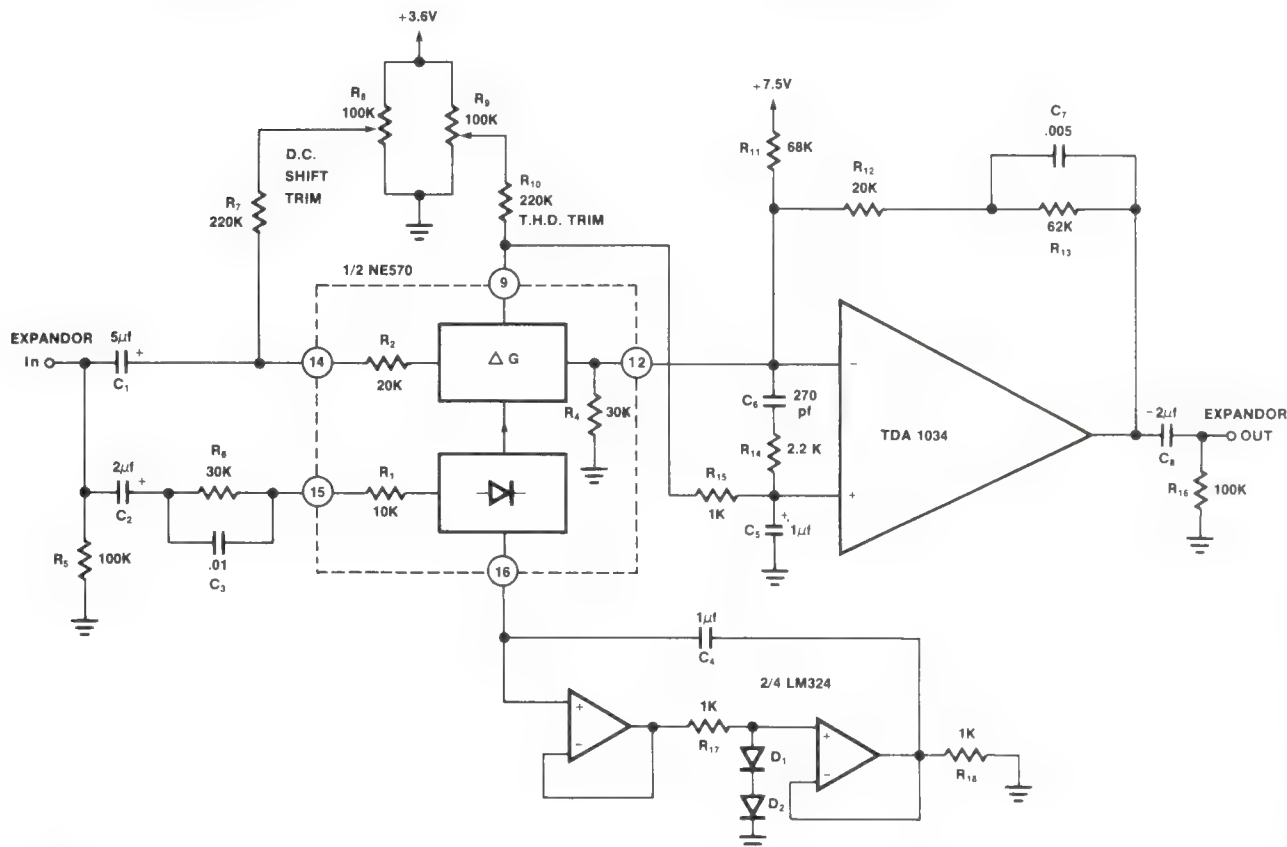 +3.6V
R8
100K
R9
100K
D.C.
SHIFT
TRIM
R7
220K
R10
220K
T.H.D. TRIM
+7.5V
R11
68K
R12
20K
C7
.005
62K
R13
1/2 NE570
9
EXPANDOR
In
5μf
+
C1
14
R2
20K
△ G
12
R4
30K
2μf
+
C2
R6
30K
.01
C3
15
R1
10K
16
R5
100K
C6
270
pf
R14
2.2 K
R15
1K
C5
+
.1μf
−
+
TDA 1034
-2μf
C8
EXPANDOR
OUT
R16
100K
1μf
C4
2/4 LM324
+
−
1K
R17
D1
D2
+
−
1K
R18